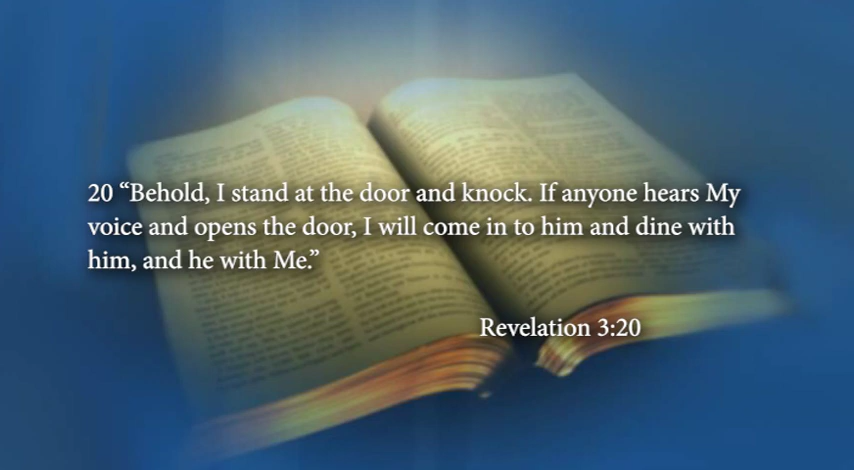 20 “Behold, I stand at the door and knock. If anyone hears My
voice and opens the door, I will come in to him and dine with
him, and he with Me.”
Revelation 3:20